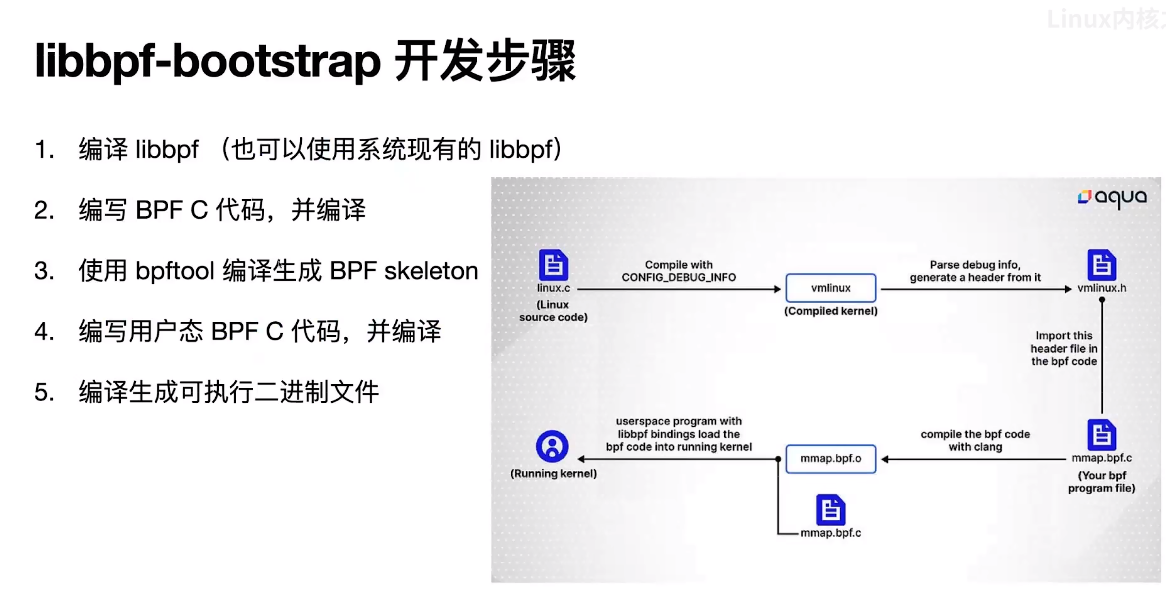 Linux内核
libbpf-bootstrap 开发步骤
1. 编译 libbpf （也可以使用系统现有的 libbpf）
2. 编写 BPF C 代码，并编译
3. 使用 bpftool 编译生成 BPF skeleton
4. 编写用户态 BPF C 代码，并编译
5. 编译生成可执行二进制文件
aqua
linux.c
(Linux
source code)
Compile with
CONFIG_DEBUG_INFO
vmlinux
(Compiled kernel)
Parse debug info,
generate a header from it
vmlinux.h
Import this
header file in
the bpf code
mmap.bpf.c
(Your bpf
program file)
compile the bpf code
with clang
mmap.bpf.o
userspace program with
libbpf bindings load the
bpf code into running kernel
(Running kernel)
mmap.bpf.c